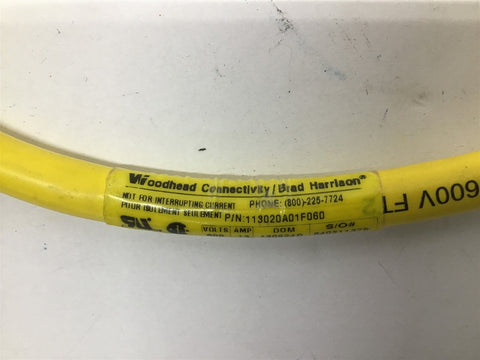 Woodhead Connectivity/Brad Harrison®
NOT FOR INTERRUPTING CURRENT PHONE: (800)-225-7724
POUR ISOLEMENT SEULEMENT P/N: 113020A01F060
VOLTS AMP DOM S/O#
600V FT